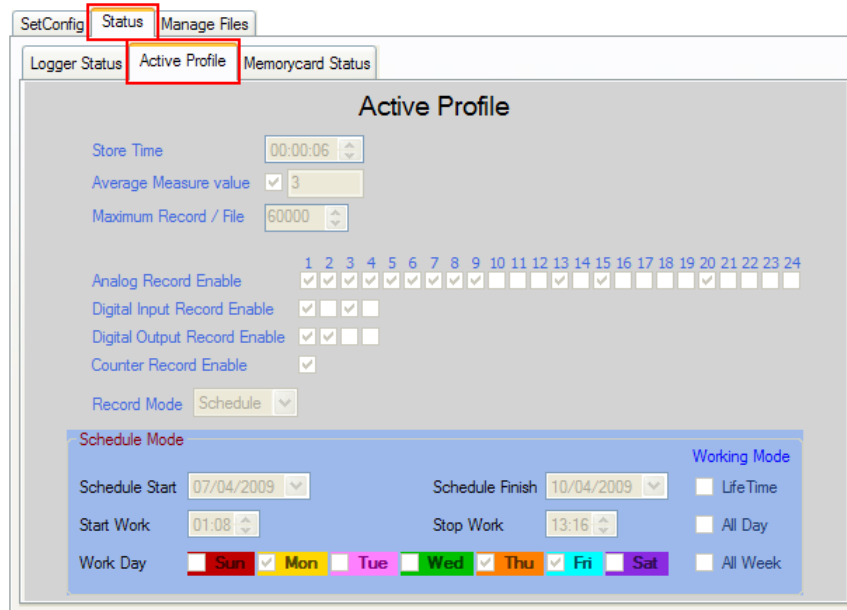 SetConfig Status Manage Files
Logger Status Active Profile Memorycard Status
Active Profile
Store Time 00:00:06
Average Measure value 3
Maximum Record / File 60000
1 2 3 4 5 6 7 8 9 10 11 12 13 14 15 16 17 18 19 20 21 22 23 24
Analog Record Enable
Digital Input Record Enable
Digital Output Record Enable
Counter Record Enable
Record Mode Schedule
Schedule Mode
Working Mode
Schedule Start 07/04/2009 Schedule Finish 10/04/2009 LifeTime
Start Work 01:08 Stop Work 13:16 All Day
Work Day Sun Mon Tue Wed Thu Fri Sat All Week